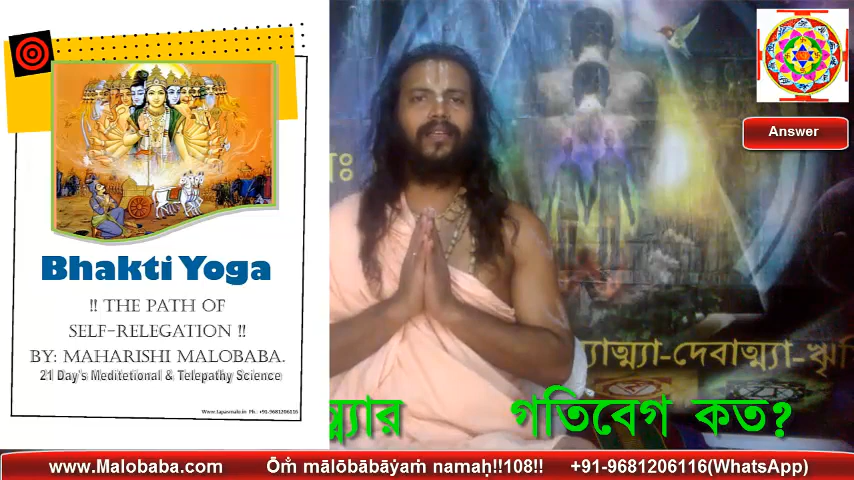 Bhakti Yoga
!! THE PATH OF
SELF-RELEGATION !!
BY: MAHARISHI MALOBABA.
21 Day's Meditetional & Telepathy Science
Answer
গতিবেগ কত?
www.Malobaba.com
Ōm̐ mālōbābāẏaṁ namaḥ!!108!!
+91-9681206116(WhatsApp)